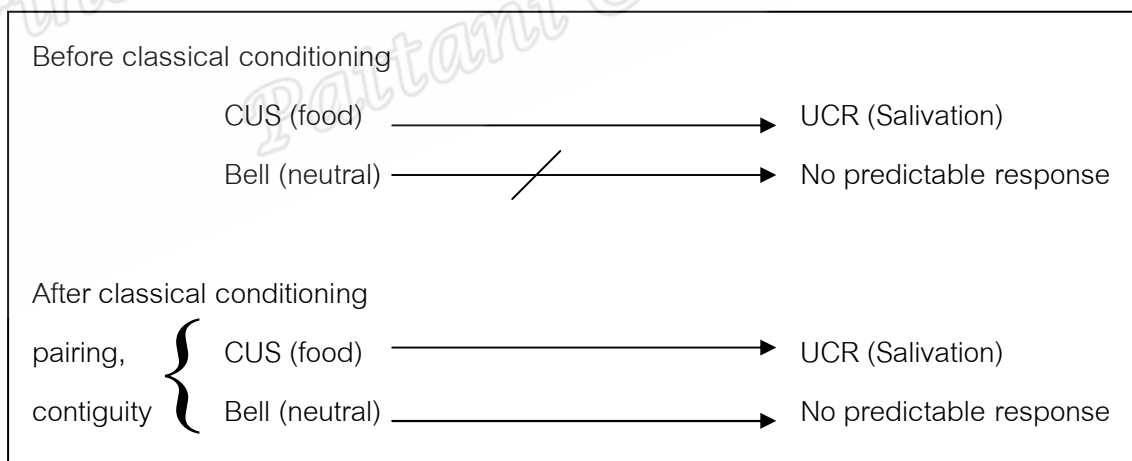 Pattani
Before classical conditioning
CUS (food) UCR (Salivation)
Bell (neutral) No predictable response
After classical conditioning
pairing, CUS (food) UCR (Salivation)
contiguity Bell (neutral) No predictable response